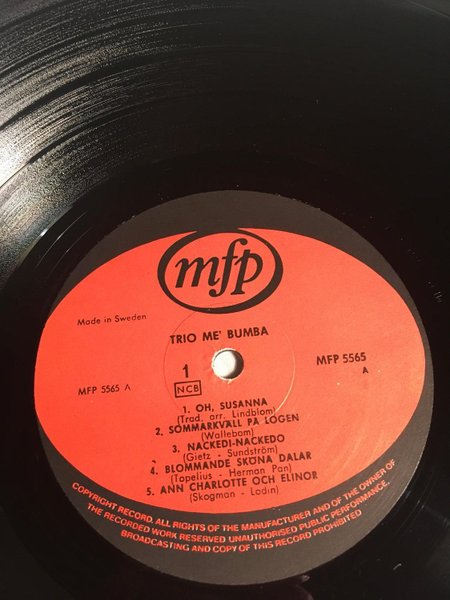 mfp
Made in Sweden
TRIO ME' BUMBA
1
MFP 5565
MFP 5565 A
NCB
A
1. OH, SUSANNA
(Trad, arr. Lindblom)
2. SOMMARKVÄLL PÅ LOGEN
(Wallebom)
3. NACKEDI-NACKEDO
(Gietz - Sundström)
4. BLOMMANDE SKÖNA DALAR
(Topelius - Herman Pan)
5. ANN CHARLOTTE OCH ELINOR
(Skogman - Lodin)
COPYRIGHT RECORD. ALL RIGHTS OF THE MANUFACTURER AND OF THE OWNER OF
THE RECORDED WORK RESERVED UNAUTHORISED PUBLIC PERFORMANCE.
BROADCASTING AND COPY OF THIS RECORD PROHIBITED